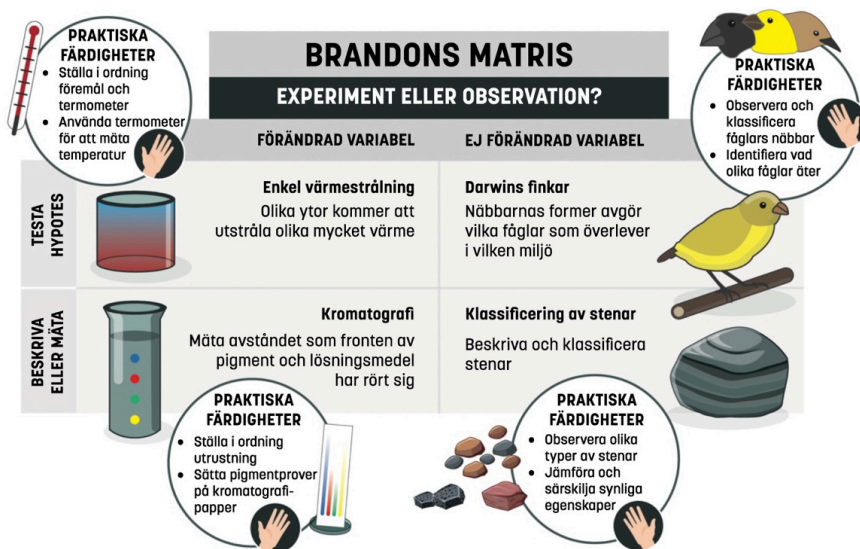 PRAKTISKA
FÄRDIGHETER
• Ställa i ordning
föremål och
termometer
• Använda termometer
för att mäta
temperatur
BRANDONS MATRIS
EXPERIMENT ELLER OBSERVATION?
PRAKTISKA
FÄRDIGHETER
• Observera och
klassificera
fåglars näbbar
• Identifiera vad
olika fåglar äter
FÖRÄNDRAD VARIABEL
EJ FÖRÄNDRAD VARIABEL
TESTA
HYPOTES
Enkel värmestrålning
Olika ytor kommer att
utstråla olika mycket värme
Darwins finkar
Näbbarnas former avgör
vilka fåglar som överlever
i vilken miljö
BESKRIVA
ELLER MÄTA
Kromatografi
Mäta avståndet som fronten av
pigment och lösningsmedel
har rört sig
Klassificering av stenar
Beskriva och klassificera
stenar
PRAKTISKA
FÄRDIGHETER
• Ställa i ordning
utrustning
• Sätta pigmentprover
på kromatografi-
papper
PRAKTISKA
FÄRDIGHETER
• Observera olika
typer av stenar
• Jämföra och
särskilja synliga
egenskaper